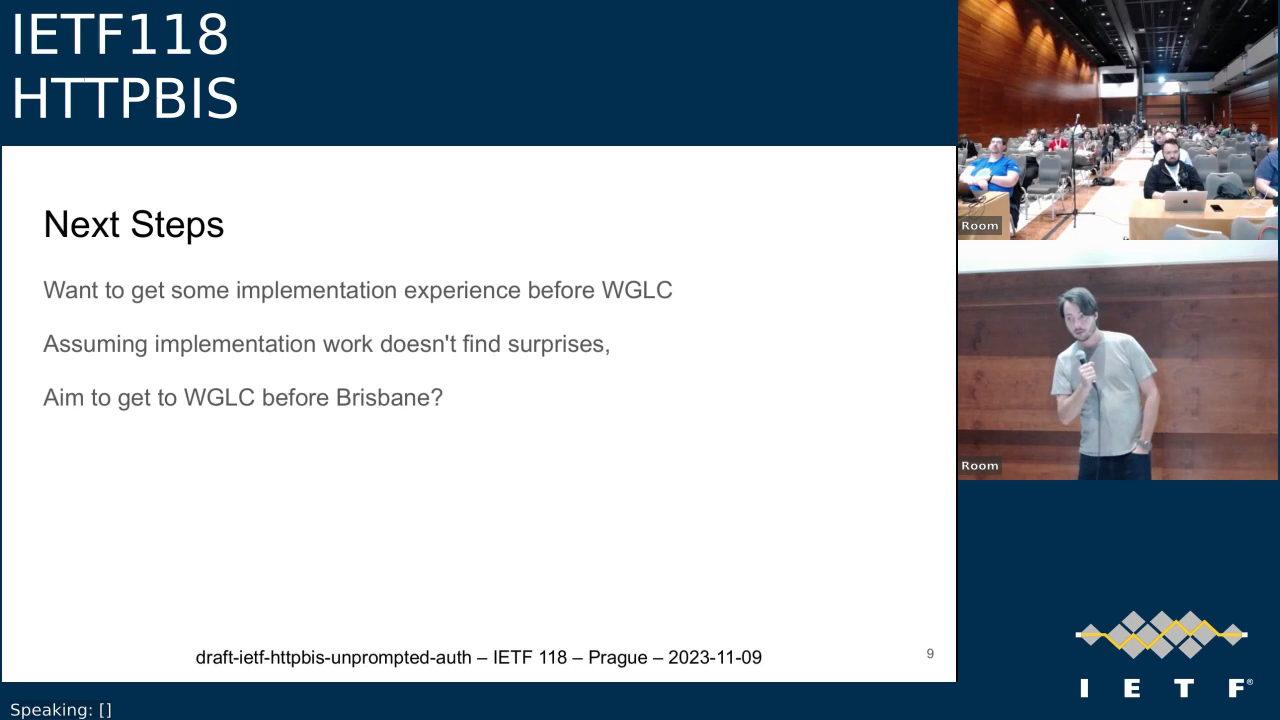 IETF118
HTTPBIS
Next Steps
Want to get some implementation experience before WGLC
Assuming implementation work doesn't find surprises,
Aim to get to WGLC before Brisbane?
draft-ietf-httpbis-unprompted-auth – IETF 118 – Prague – 2023-11-09
9
Room
Room
I E T F®
Speaking: []